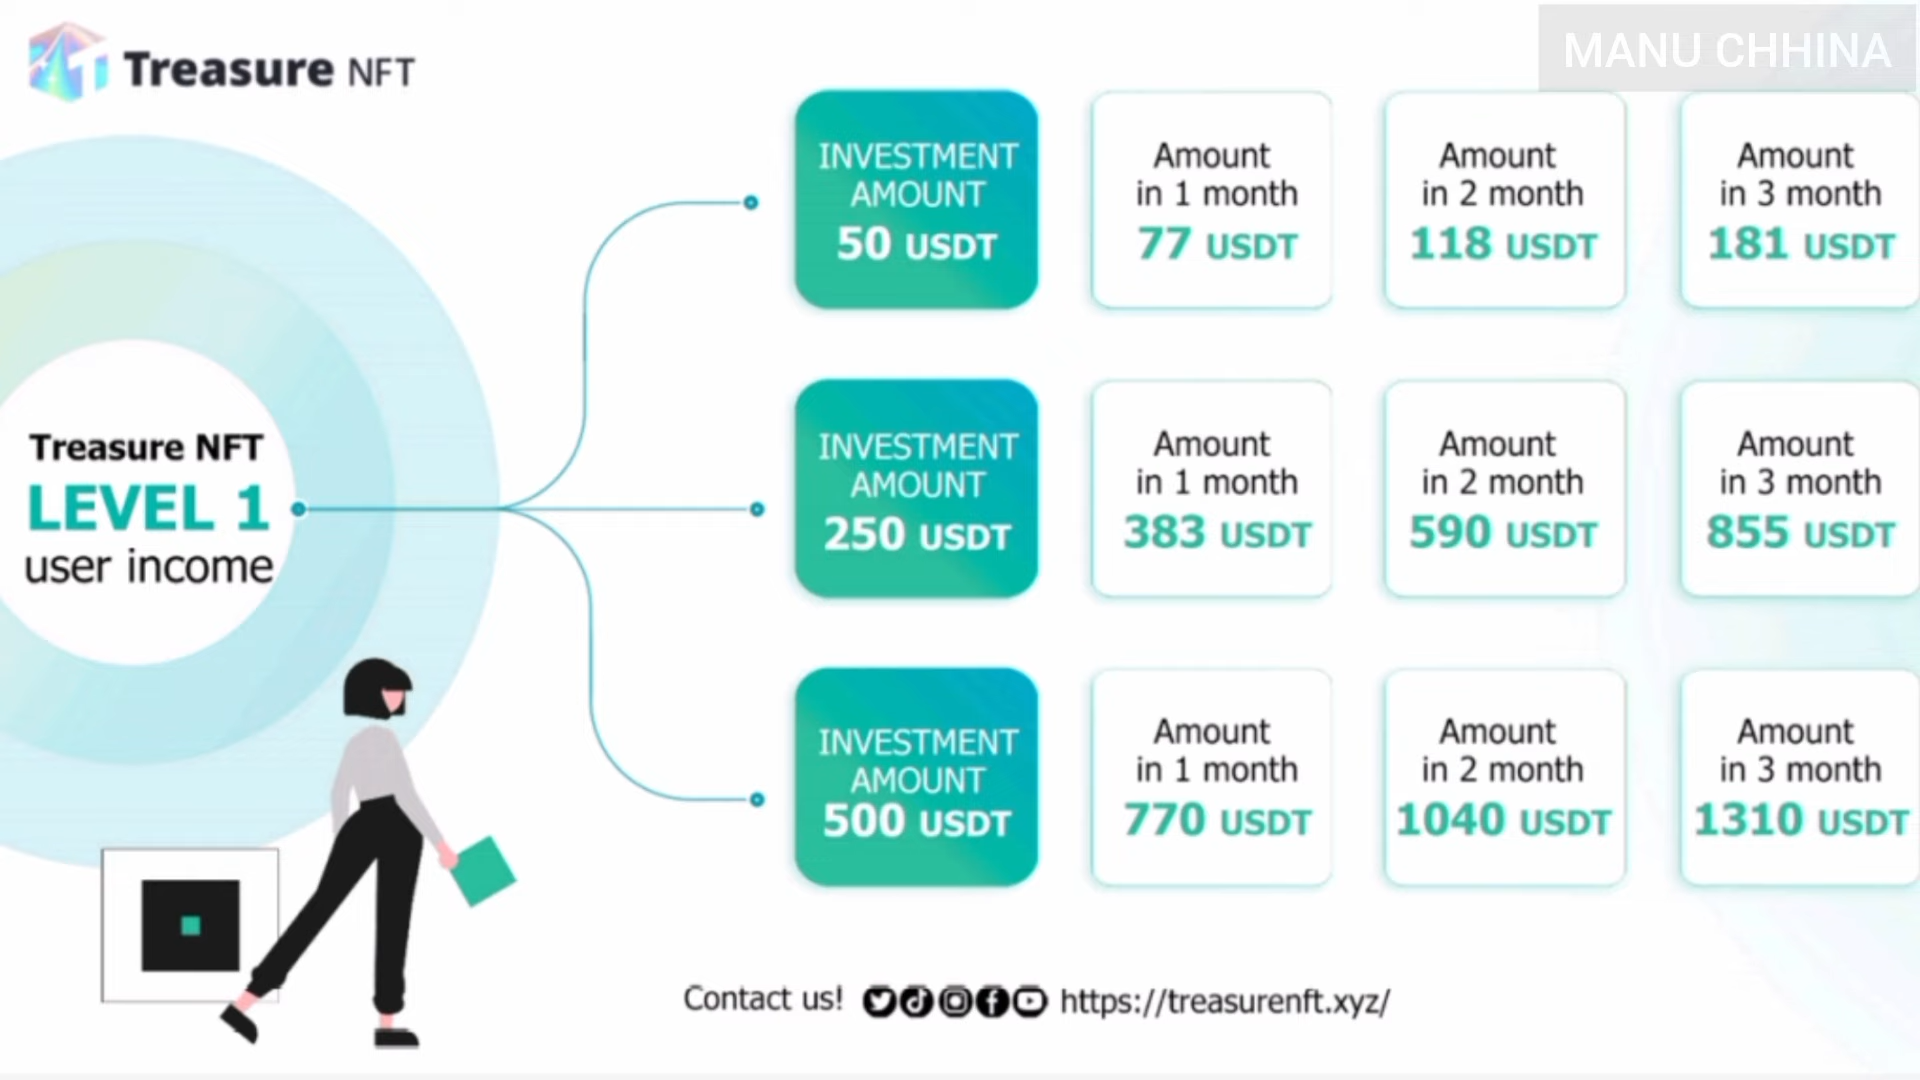 Treasure NFT
MANU CHHINA
INVESTMENT
AMOUNT
50 USDT
Amount
in 1 month
77 USDT
Amount
in 2 month
118 USDT
Amount
in 3 month
181 USDT
Treasure NFT
LEVEL 1
user income
INVESTMENT
AMOUNT
250 USDT
Amount
in 1 month
383 USDT
Amount
in 2 month
590 USDT
Amount
in 3 month
855 USDT
INVESTMENT
AMOUNT
500 USDT
Amount
in 1 month
770 USDT
Amount
in 2 month
1040 USDT
Amount
in 3 month
1310 USDT
Contact us! https://treasurenft.xyz/